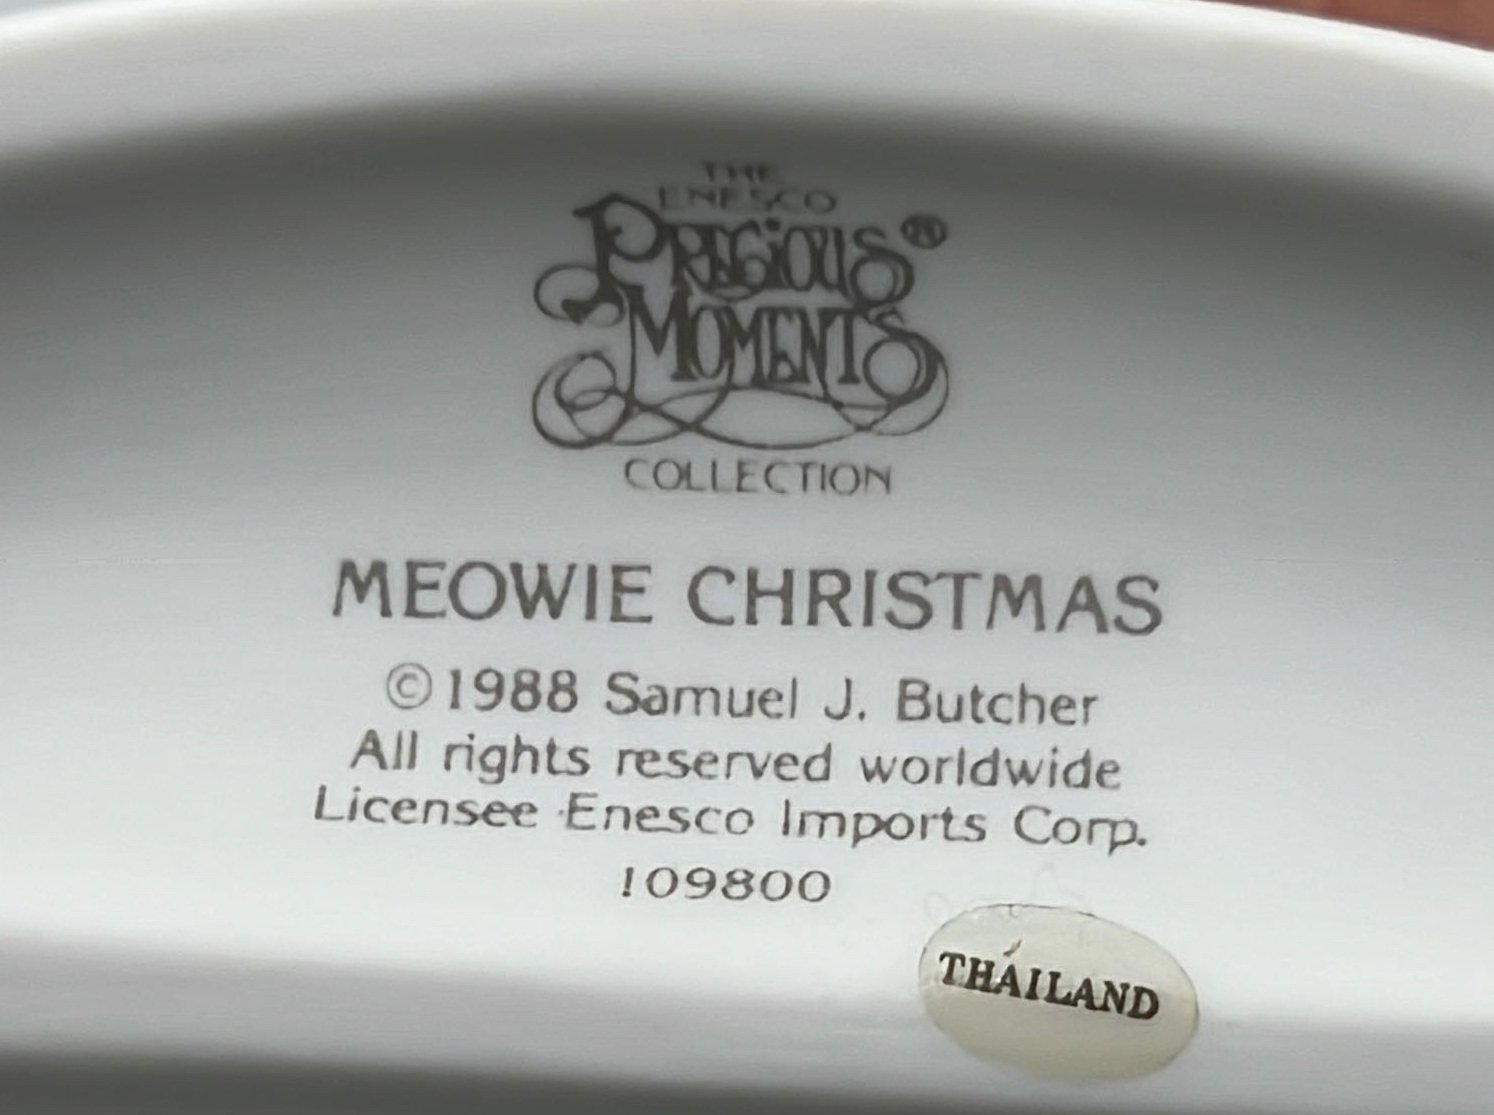 THE
ENESCO
PRECIOUS®
MOMENTS
COLLECTION
MEOWIE CHRISTMAS
©1988 Samuel J. Butcher
All rights reserved worldwide
Licensee Enesco Imports Corp.
109800
THAILAND